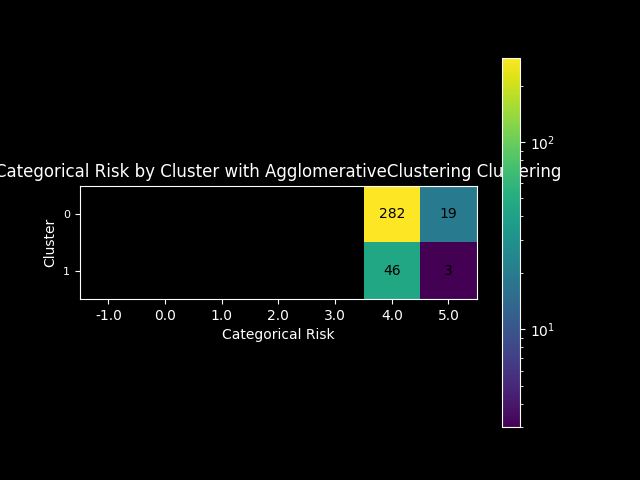 Categorical Risk by Cluster with AgglomerativeClustering Clustering
10²
0 282 19
Cluster
1 46 3
-1.0 0.0 1.0 2.0 3.0 4.0 5.0
10¹
Categorical Risk